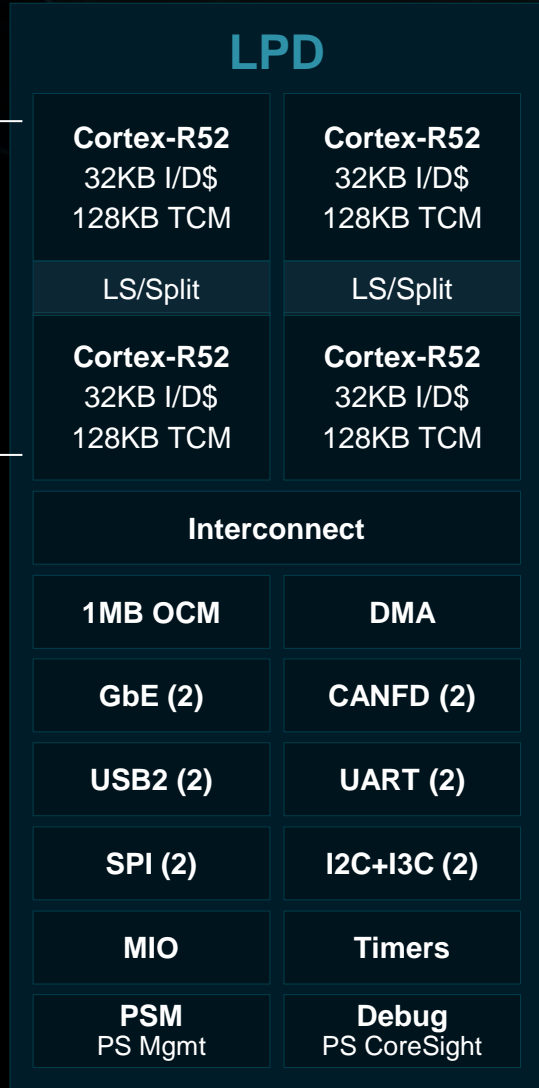 LPD
Cortex-R52
32KB I/D$
128KB TCM
Cortex-R52
32KB I/D$
128KB TCM
LS/Split
LS/Split
Cortex-R52
32KB I/D$
128KB TCM
Cortex-R52
32KB I/D$
128KB TCM
Interconnect
1MB OCM
DMA
GbE (2)
CANFD (2)
USB2 (2)
UART (2)
SPI (2)
I2C+I3C (2)
MIO
Timers
PSM
PS Mgmt
Debug
PS CoreSight